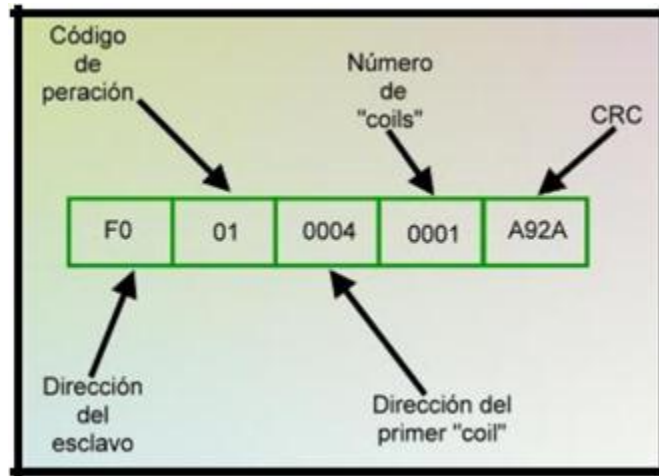 Código
de
peración
Número
de
"coils"
CRC
F0 01 0004 0001 A92A
Dirección
del
esclavo
Dirección del
primer "coil"